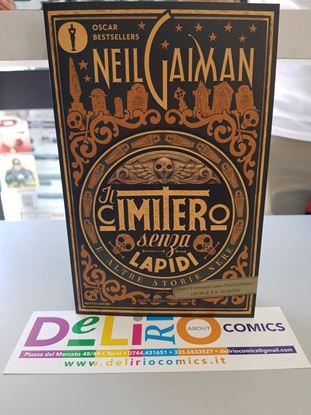 OSCAR
BESTSELLERS
NEIL GAIMAN
Il
CIMITERO
senza
LAPIDI
E ALTRE STORIE NERE
GEORGE R.R. MARTIN
MONDADORI
DeLIRIO ABOUT COMICS
Piazza del Mercato 48/49 • Terni • 0744.431651 • 335.6533527 • deliriocomics@gmail.com
www.deliriocomics.it